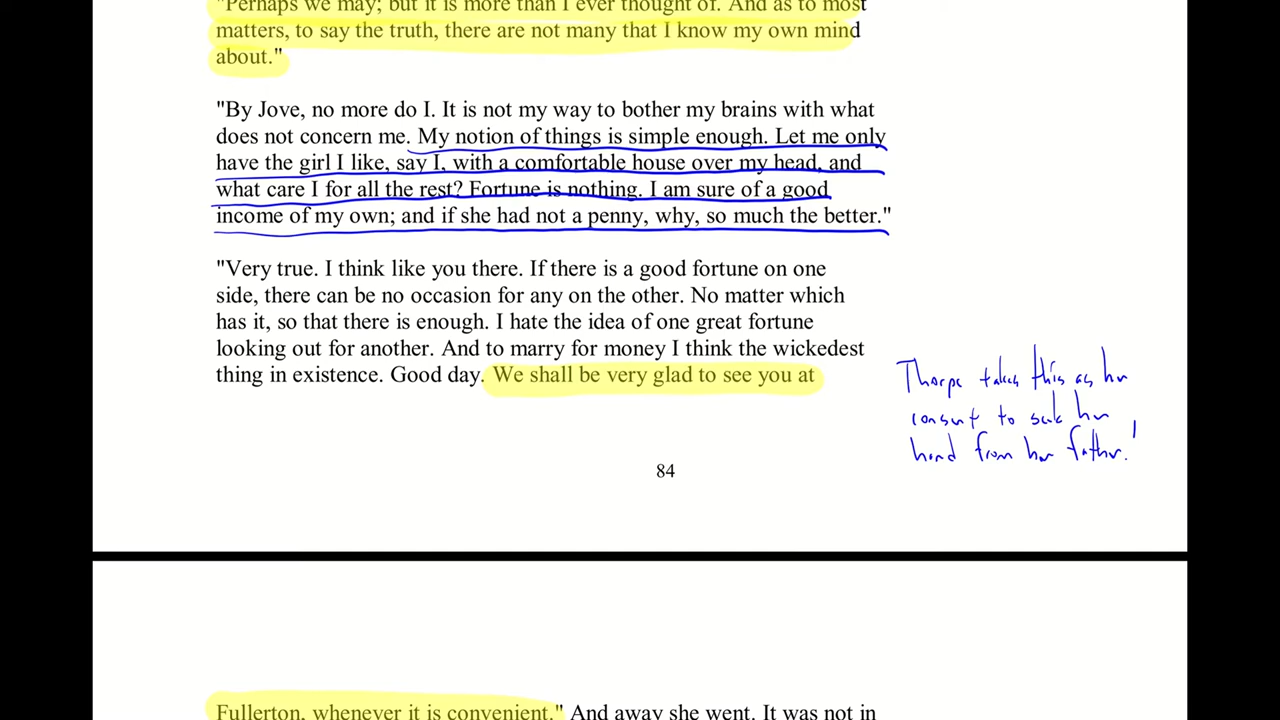 "Perhaps we may; but it is more than I ever thought of. And as to most
matters, to say the truth, there are not many that I know my own mind
about."
"By Jove, no more do I. It is not my way to bother my brains with what
does not concern me. My notion of things is simple enough. Let me only
have the girl I like, say I, with a comfortable house over my head, and
what care I for all the rest? Fortune is nothing. I am sure of a good
income of my own; and if she had not a penny, why, so much the better."
"Very true. I think like you there. If there is a good fortune on one
side, there can be no occasion for any on the other. No matter which
has it, so that there is enough. I hate the idea of one great fortune
looking out for another. And to marry for money I think the wickedest
thing in existence. Good day. We shall be very glad to see you at
Thorpe takes this as her
consent to seek her
hand from her father!
84
Fullerton, whenever it is convenient." And away she went. It was not in